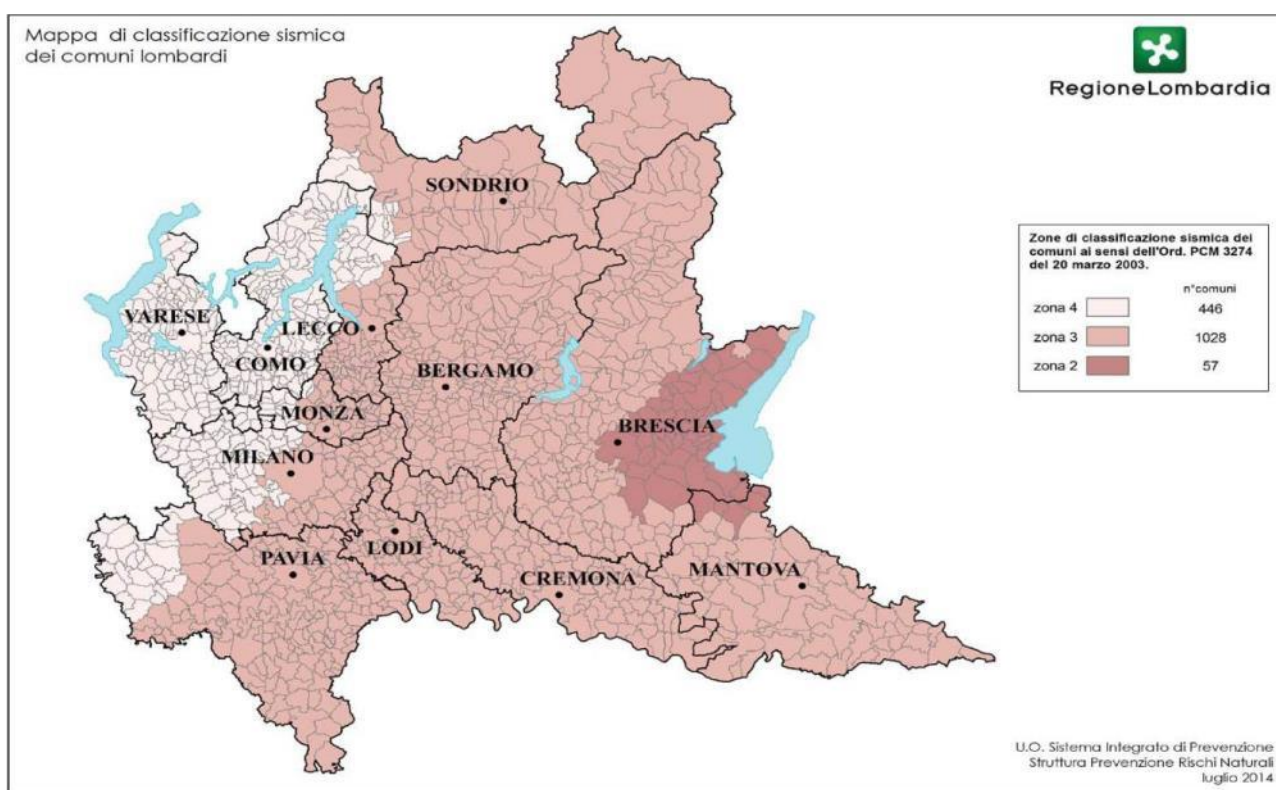 Mappa di classificazione sismica
dei comuni lombardi
RegioneLombardia
SONDRIO
VARESE
LECCO
COMO
BERGAMO
MONZA
BRESCIA
MILANO
PAVIA
LODI
CREMONA
MANTOVA
Zone di classificazione sismica dei
comuni ai sensi dell'Ord. PCM 3274
del 20 marzo 2003.
n°comuni
zona 4 446
zona 3 1028
zona 2 57
U.O. Sistema Integrato di Prevenzione
Struttura Prevenzione Rischi Naturali
luglio 2014